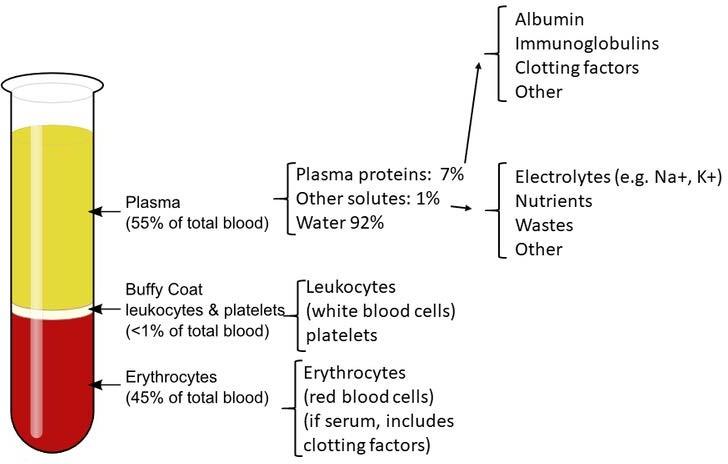 Albumin
Immunoglobulins
Clotting factors
Other
Plasma proteins: 7%
Other solutes: 1%
Water 92%
Electrolytes (e.g. Na+, K+)
Nutrients
Wastes
Other
Plasma
(55% of total blood)
Buffy Coat
leukocytes & platelets
(<1% of total blood)
Leukocytes
(white blood cells)
platelets
Erythrocytes
(45% of total blood)
Erythrocytes
(red blood cells)
(if serum, includes
clotting factors)